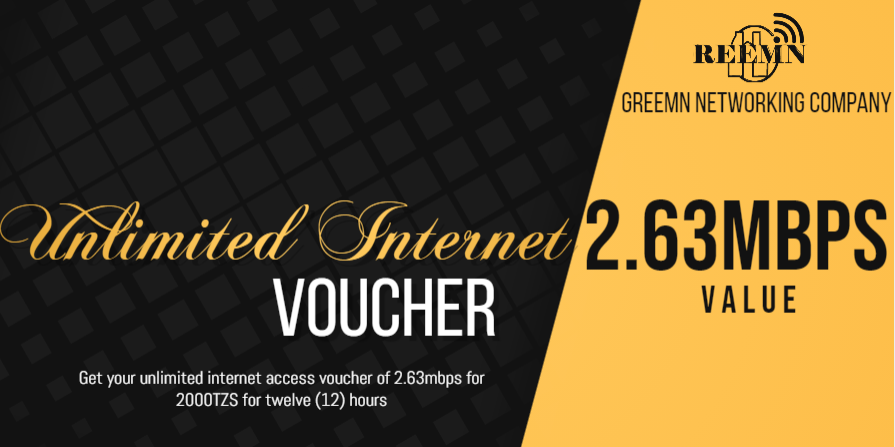 REEMN
GREEMN NETWORKING COMPANY
Unlimited Internet
VOUCHER
2.63MBPS
VALUE
Get your unlimited internet access voucher of 2.63mbps for
2000TZS for twelve (12) hours